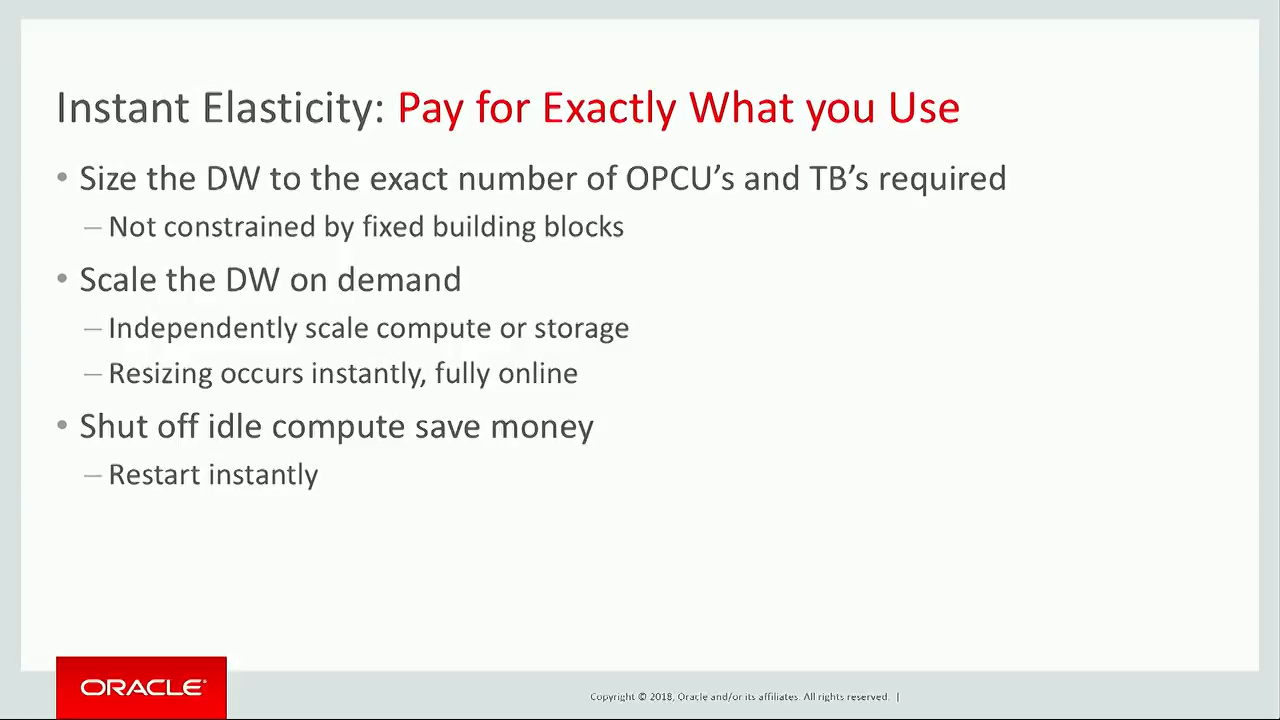 Instant Elasticity: Pay for Exactly What you Use
• Size the DW to the exact number of OPCU's and TB's required
– Not constrained by fixed building blocks
• Scale the DW on demand
– Independently scale compute or storage
– Resizing occurs instantly, fully online
• Shut off idle compute save money
– Restart instantly
ORACLE®
Copyright © 2018, Oracle and/or its affiliates. All rights reserved. |